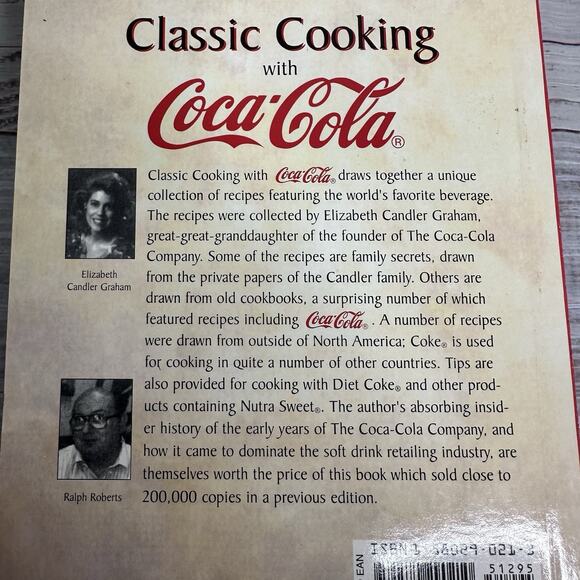 Classic Cooking
with
Coca-Cola®
Classic Cooking with Coca-Cola® draws together a unique
collection of recipes featuring the world's favorite beverage.
The recipes were collected by Elizabeth Candler Graham,
great-great-granddaughter of the founder of The Coca-Cola
Company. Some of the recipes are family secrets, drawn
from the private papers of the Candler family. Others are
drawn from old cookbooks, a surprising number of which
featured recipes including Coca-Cola®. A number of recipes
were drawn from outside of North America; Coke® is used
for cooking in quite a number of other countries. Tips are
also provided for cooking with Diet Coke® and other prod-
ucts containing Nutra Sweet®. The author's absorbing insid-
er history of the early years of The Coca-Cola Company, and
how it came to dominate the soft drink retailing industry, are
themselves worth the price of this book which sold close to
200,000 copies in a previous edition.
Elizabeth
Candler Graham
Ralph Roberts
EAN
ISBN
51295